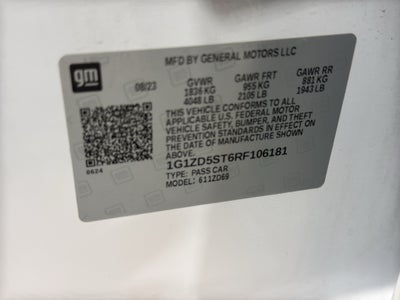 gm
MFD BY GENERAL MOTORS LLC
08/23 GVWR GAWR FRT GAWR RR
1836 KG 955 KG 881 KG
4048 LB 2105 LB 1943 LB
THIS VEHICLE CONFORMS TO ALL
APPLICABLE U.S. FEDERAL MOTOR
VEHICLE SAFETY, BUMPER, AND THEFT
PREVENTION STANDARDS IN EFFECT ON
THE DATE OF MANUFACTURE SHOWN ABOVE.
1G1ZD5ST6RF106181
TYPE: PASS CAR
MODEL: 611ZD69
0624